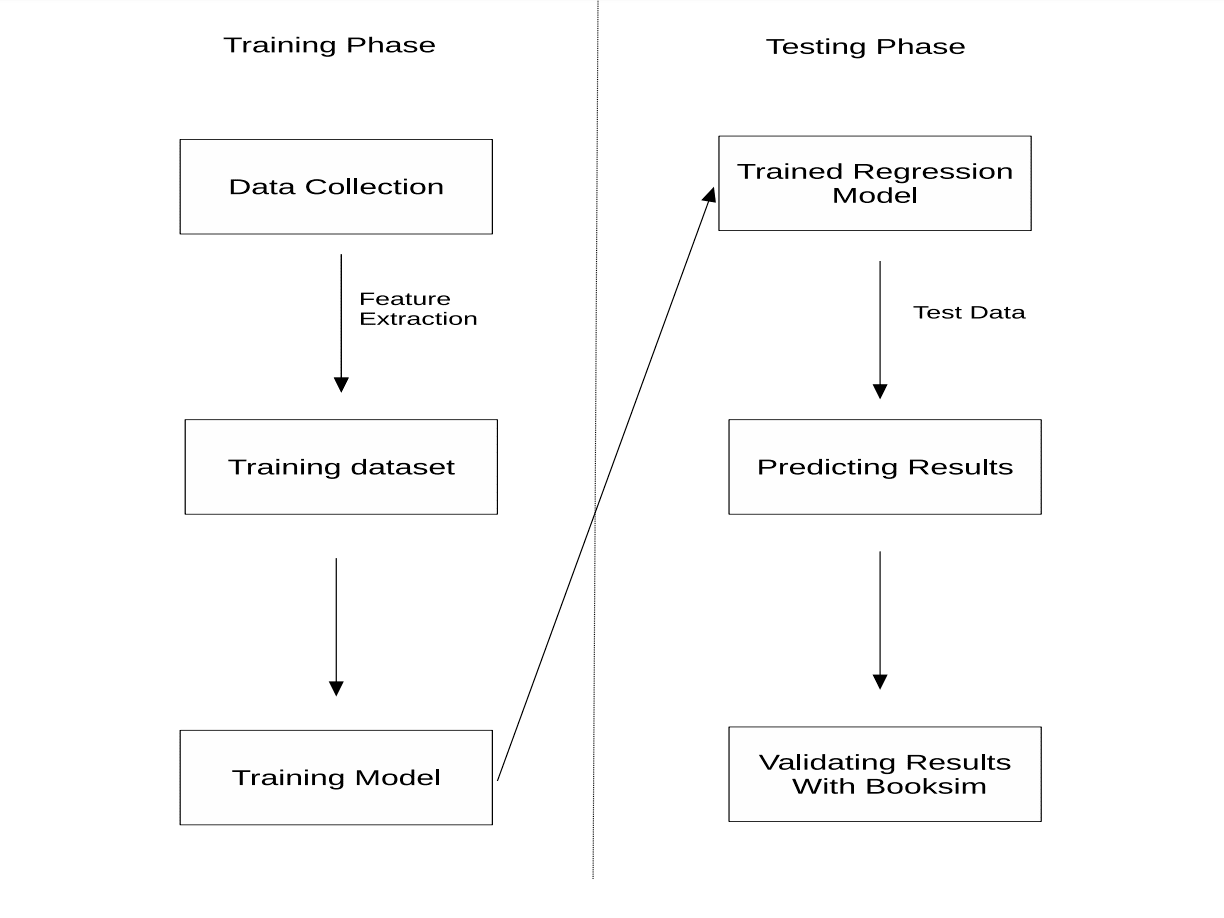 Training Phase
Data Collection
Feature
Extraction
Training dataset
Training Model
Testing Phase
Trained Regression
Model
Test Data
Predicting Results
Validating Results
With Booksim